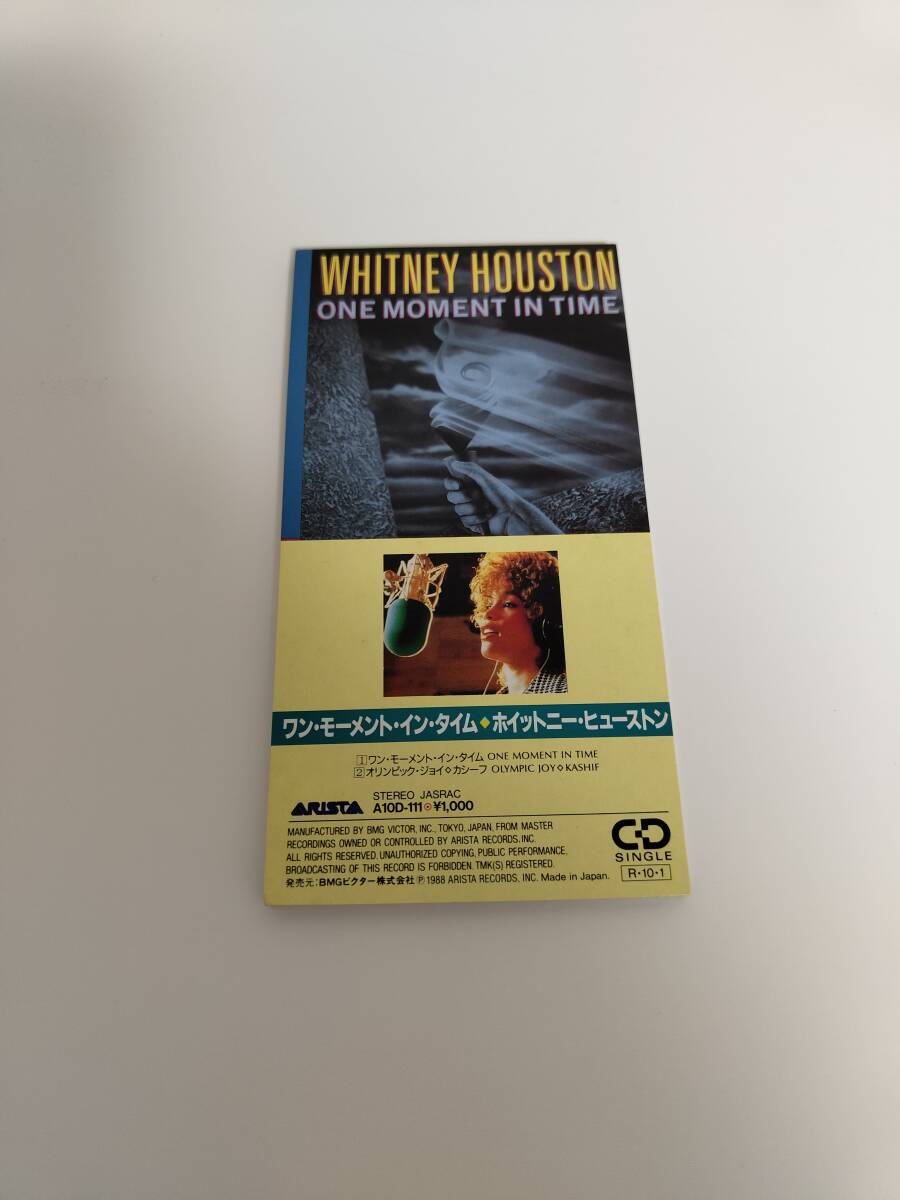 WHITNEY HOUSTON
ONE MOMENT IN TIME
ワン・モーメント・イン・タイム◆ホイットニー・ヒューストン
1 ワン・モーメント・イン・タイム ONE MOMENT IN TIME
2 オリンピック・ジョイ◇カシーフ OLYMPIC JOY◇KASHIF
STEREO JASRAC
ARISTA A10D-111 ¥1,000
MANUFACTURED BY BMG VICTOR, INC., TOKYO, JAPAN, FROM MASTER
RECORDINGS OWNED OR CONTROLLED BY ARISTA RECORDS, INC.
ALL RIGHTS RESERVED. UNAUTHORIZED COPYING, PUBLIC PERFORMANCE,
BROADCASTING OF THIS RECORD IS FORBIDDEN. TMK(S) REGISTERED.
発売元:BMGビクター株式会社 Ⓟ1988 ARISTA RECORDS, INC. Made in Japan.
CD
SINGLE
R・10・1